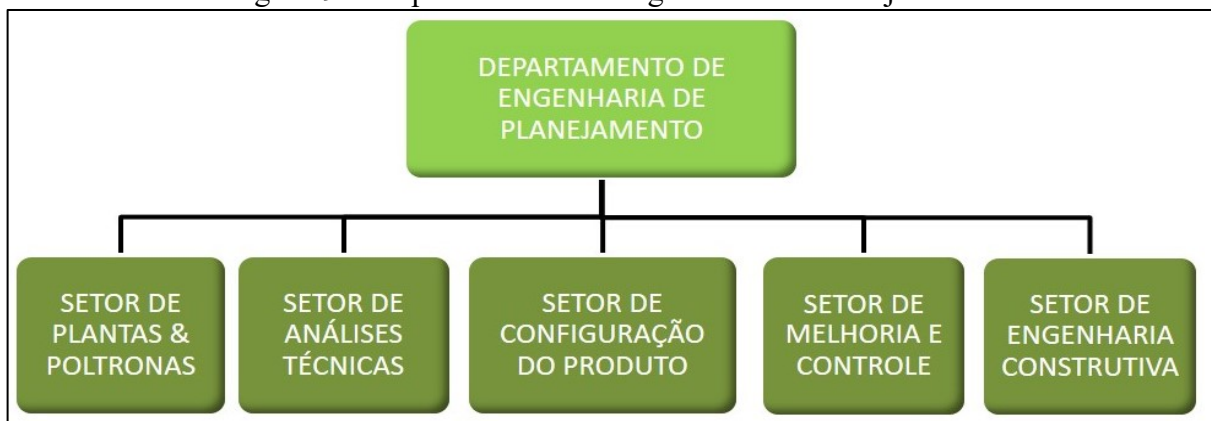 DEPARTAMENTO DE
ENGENHARIA DE
PLANEJAMENTO
SETOR DE
PLANTAS &
POLTRONAS
SETOR DE
ANÁLISES
TÉCNICAS
SETOR DE
CONFIGURAÇÃO
DO PRODUTO
SETOR DE
MELHORIA E
CONTROLE
SETOR DE
ENGENHARIA
CONSTRUTIVA